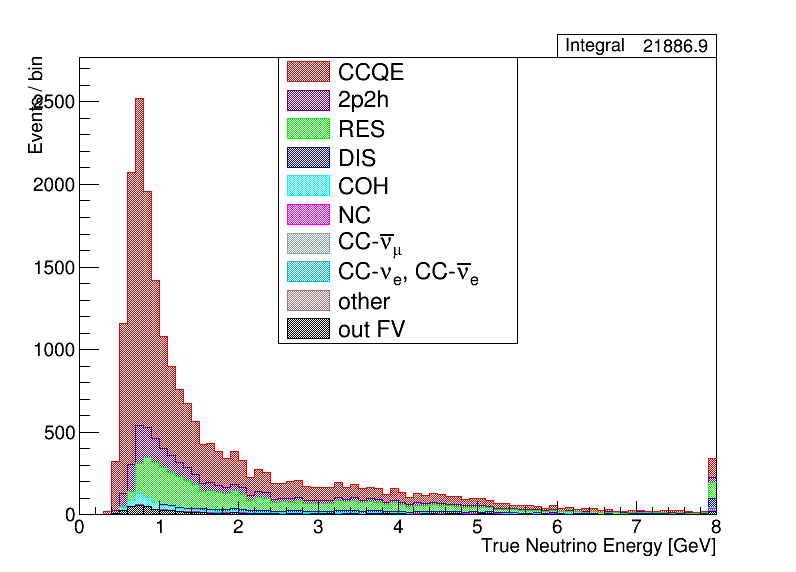 Integral 21886.9
Events / bin
2500
2000
1500
1000
500
0
CCQE
2p2h
RES
DIS
COH
NC
CC-ν̅μ
CC-νe, CC-ν̅e
other
out FV
0 1 2 3 4 5 6 7 8
True Neutrino Energy [GeV]